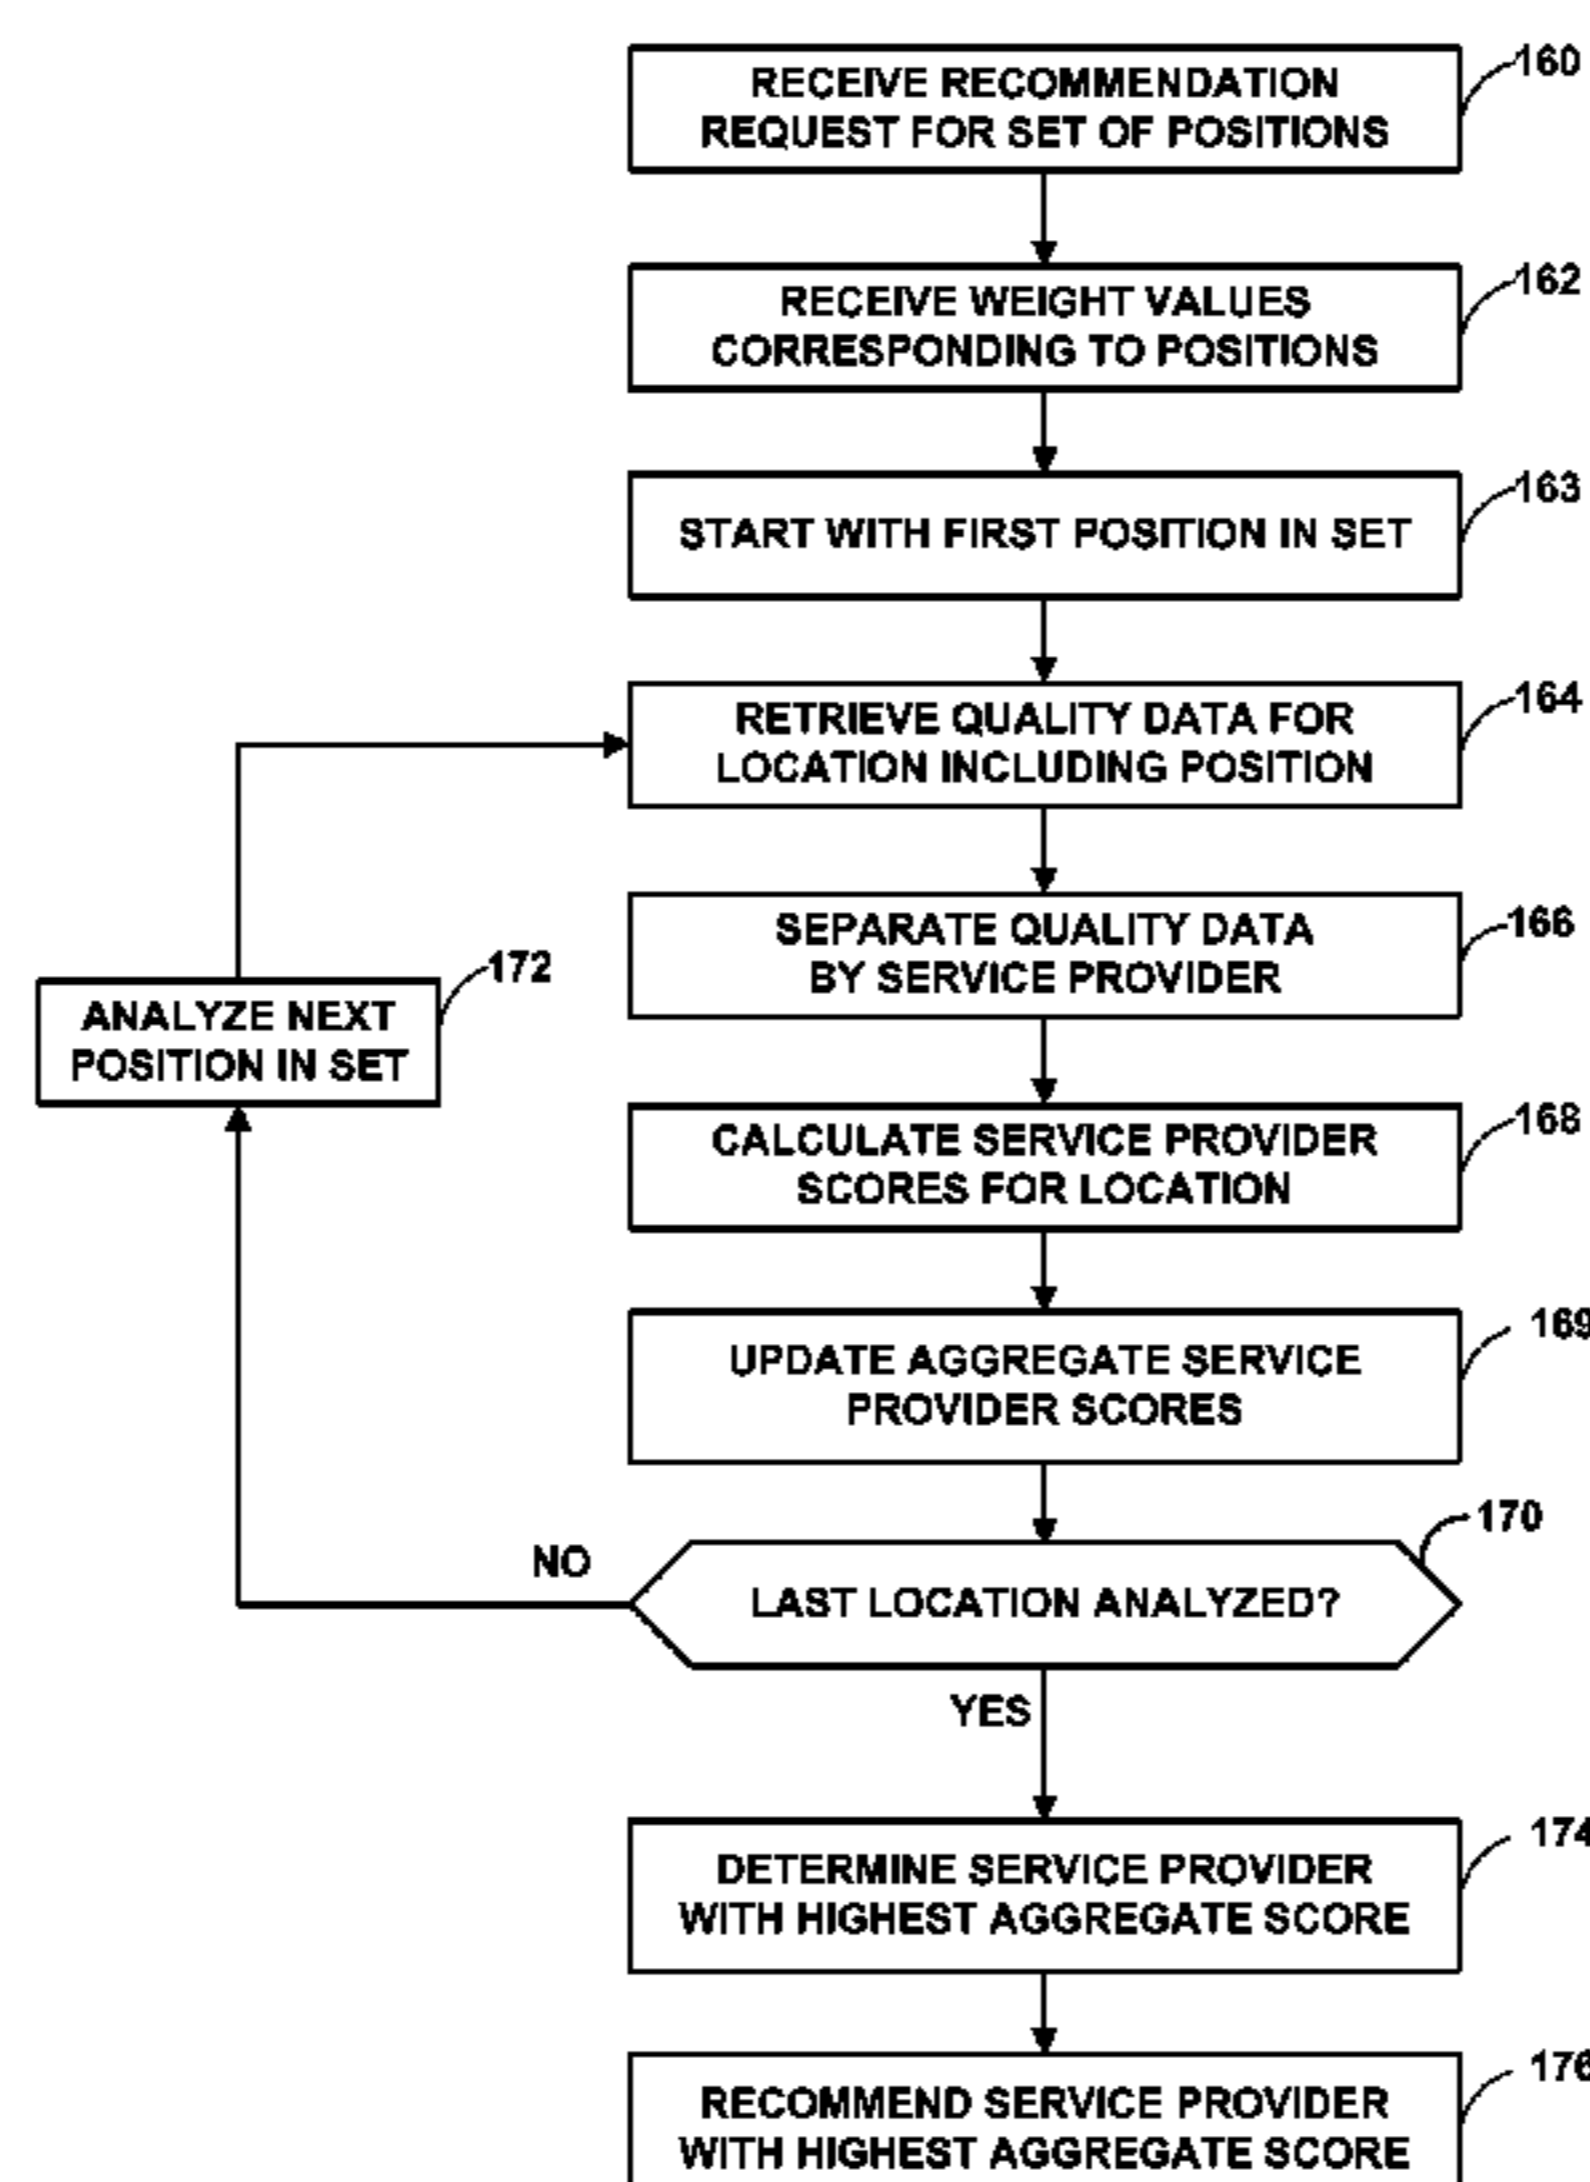 RECEIVE RECOMMENDATION
REQUEST FOR SET OF POSITIONS
160
RECEIVE WEIGHT VALUES
CORRESPONDING TO POSITIONS
162
START WITH FIRST POSITION IN SET
163
RETRIEVE QUALITY DATA FOR
LOCATION INCLUDING POSITION
164
SEPARATE QUALITY DATA
BY SERVICE PROVIDER
166
ANALYZE NEXT
POSITION IN SET
172
CALCULATE SERVICE PROVIDER
SCORES FOR LOCATION
168
UPDATE AGGREGATE SERVICE
PROVIDER SCORES
169
LAST LOCATION ANALYZED?
170
NO
YES
DETERMINE SERVICE PROVIDER
WITH HIGHEST AGGREGATE SCORE
174
RECOMMEND SERVICE PROVIDER
WITH HIGHEST AGGREGATE SCORE
176